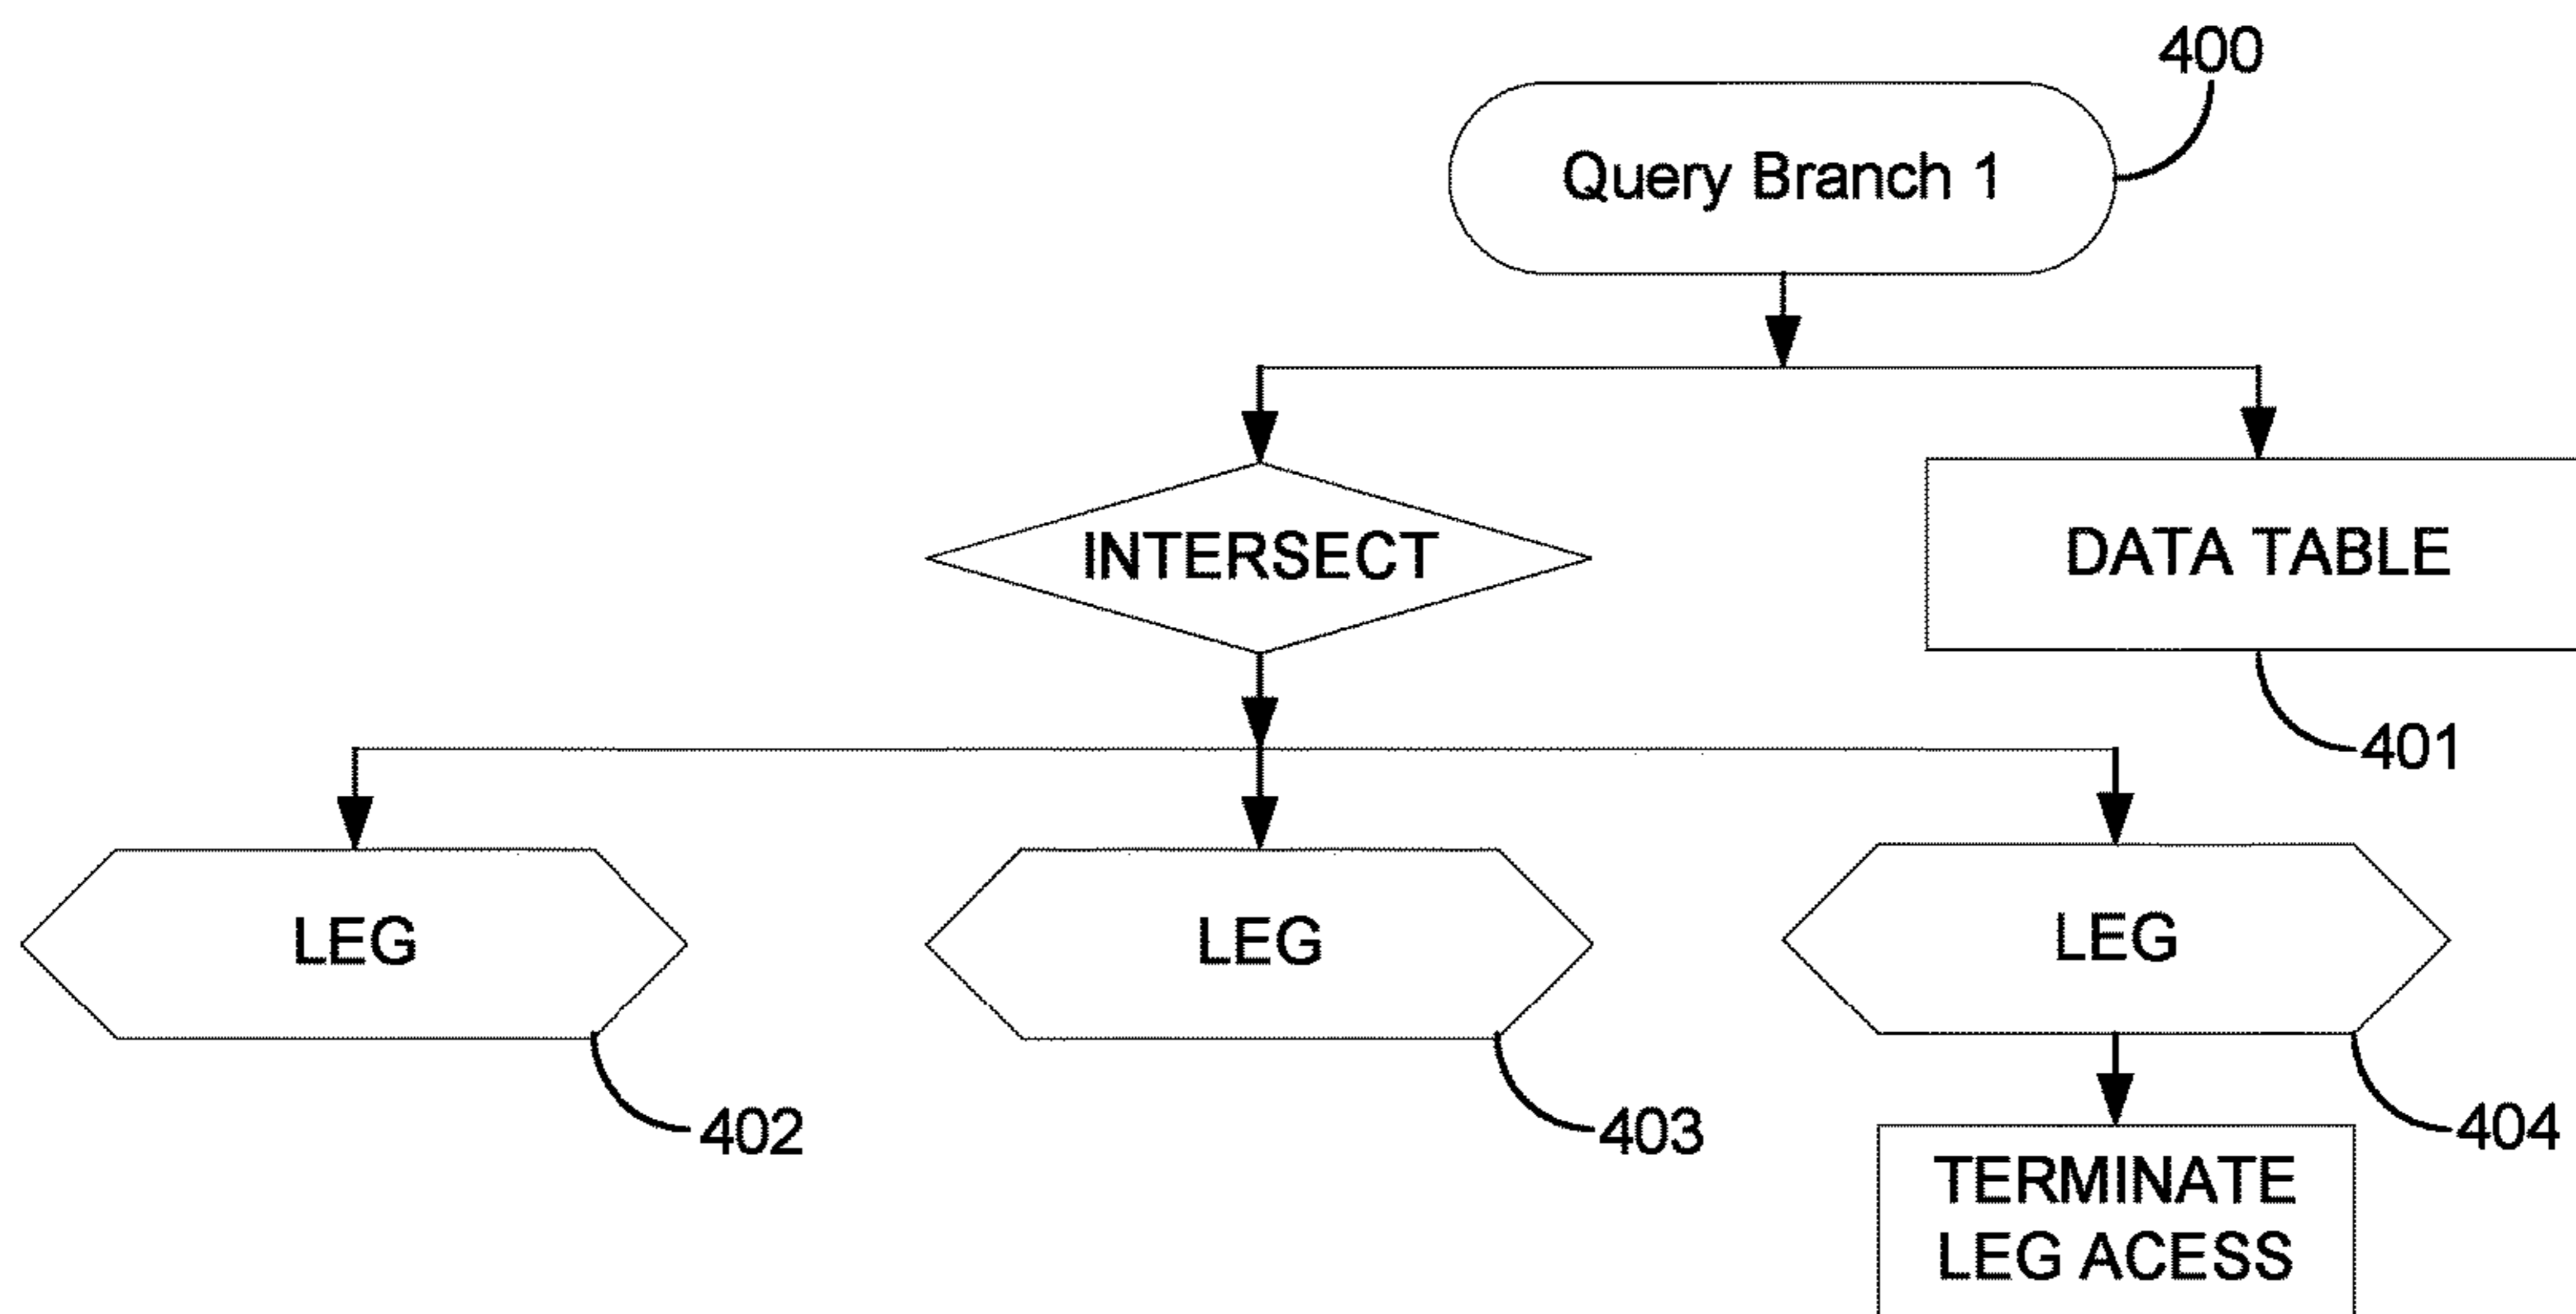 400
Query Branch 1
INTERSECT
DATA TABLE
401
LEG
LEG
LEG
402
403
404
TERMINATE
LEG ACESS